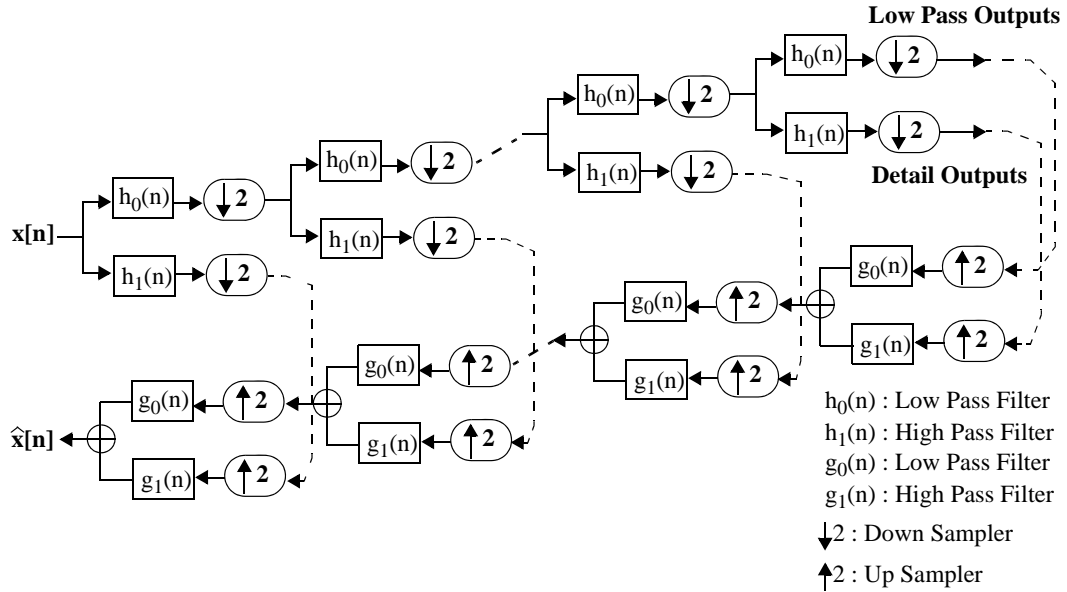 Low Pass Outputs
h₀(n) ↓2
h₀(n) ↓2
h₁(n) ↓2
h₀(n) ↓2
h₁(n) ↓2
Detail Outputs
h₀(n) ↓2
x[n]
h₁(n) ↓2
h₁(n) ↓2
g₀(n) ↑2
g₀(n) ↑2
g₁(n) ↑2
g₀(n) ↑2
g₁(n) ↑2
g₀(n) ↑2
x̂[n]
g₁(n) ↑2
g₁(n) ↑2
h₀(n) : Low Pass Filter
h₁(n) : High Pass Filter
g₀(n) : Low Pass Filter
g₁(n) : High Pass Filter
↓2 : Down Sampler
↑2 : Up Sampler